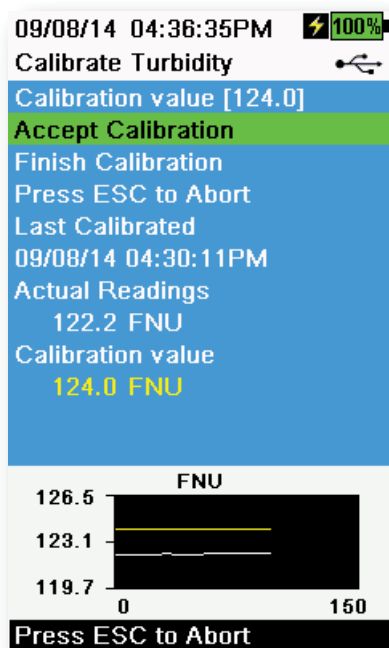 09/08/14 04:36:35PM 100%
Calibrate Turbidity
Calibration value [124.0]
Accept Calibration
Finish Calibration
Press ESC to Abort
Last Calibrated
09/08/14 04:30:11PM
Actual Readings
122.2 FNU
Calibration value
124.0 FNU
FNU
126.5
123.1
119.7
0 150
Press ESC to Abort